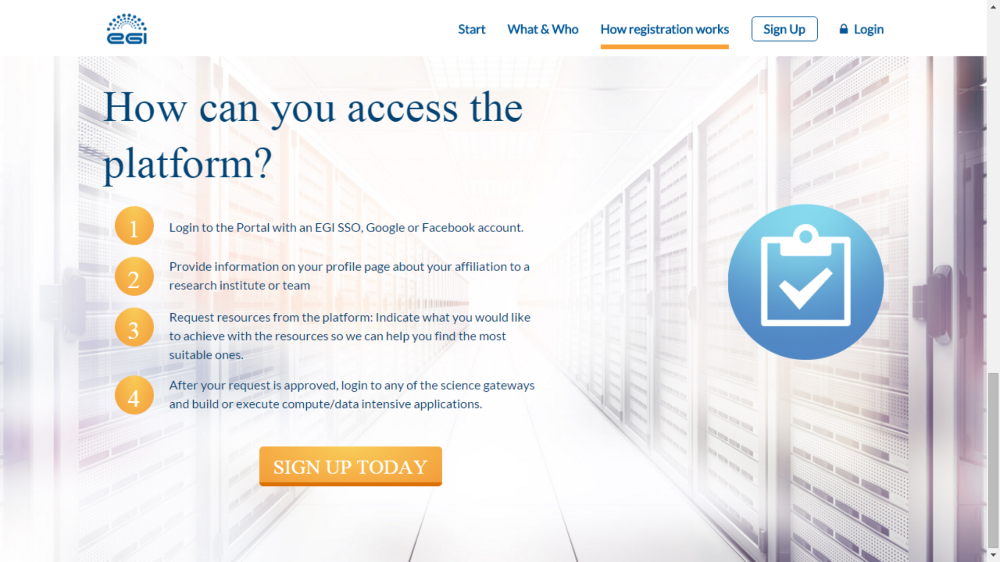 egi
Start
What & Who
How registration works
Sign Up
Login
How can you access the
platform?
1
Login to the Portal with an EGI SSO, Google or Facebook account.
2
Provide information on your profile page about your affiliation to a
research institute or team
3
Request resources from the platform: Indicate what you would like
to achieve with the resources so we can help you find the most
suitable ones.
4
After your request is approved, login to any of the science gateways
and build or execute compute/data intensive applications.
SIGN UP TODAY